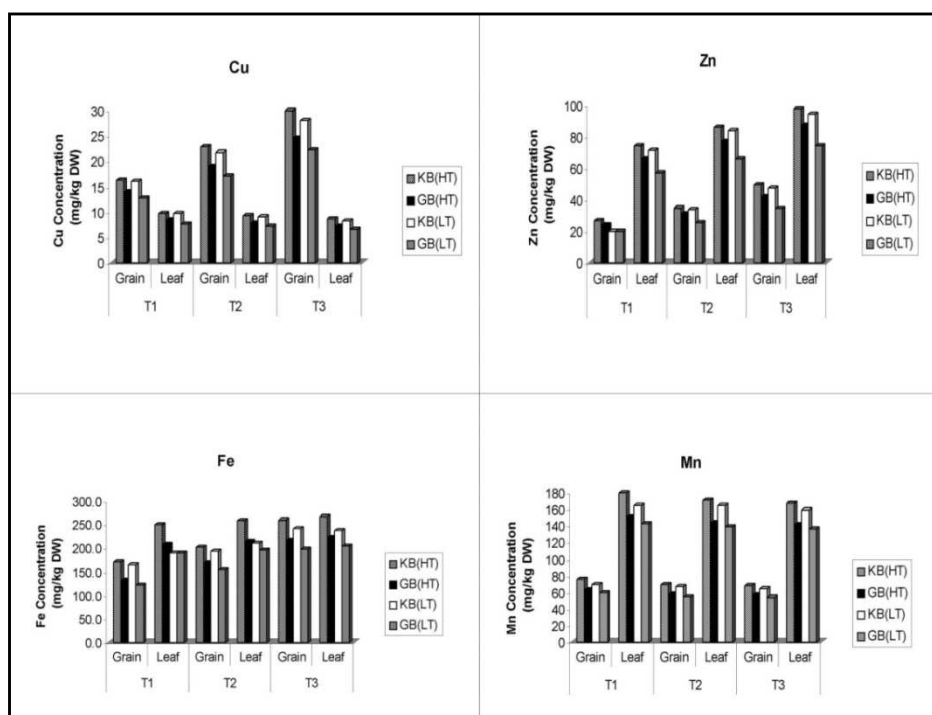 Cu
Cu Concentration
(mg/kg DW)
30
25
20
15
10
5
0
Grain Leaf Grain Leaf Grain Leaf
T1 T2 T3
KB(HT)
GB(HT)
KB(LT)
GB(LT)
Zn
Zn Concentration
(mg/kg DW)
100
80
60
40
20
0
Grain Leaf Grain Leaf Grain Leaf
T1 T2 T3
KB(HT)
GB(HT)
KB(LT)
GB(LT)
Fe
Fe Concentration
(mg/kg DW)
300.0
250.0
200.0
150.0
100.0
50.0
0.0
Grain Leaf Grain Leaf Grain Leaf
T1 T2 T3
KB(HT)
GB(HT)
KB(LT)
GB(LT)
Mn
Mn Concentration
(mg/kg DW)
180
160
140
120
100
80
60
40
20
0
Grain Leaf Grain Leaf Grain Leaf
T1 T2 T3
KB(HT)
GB(HT)
KB(LT)
GB(LT)